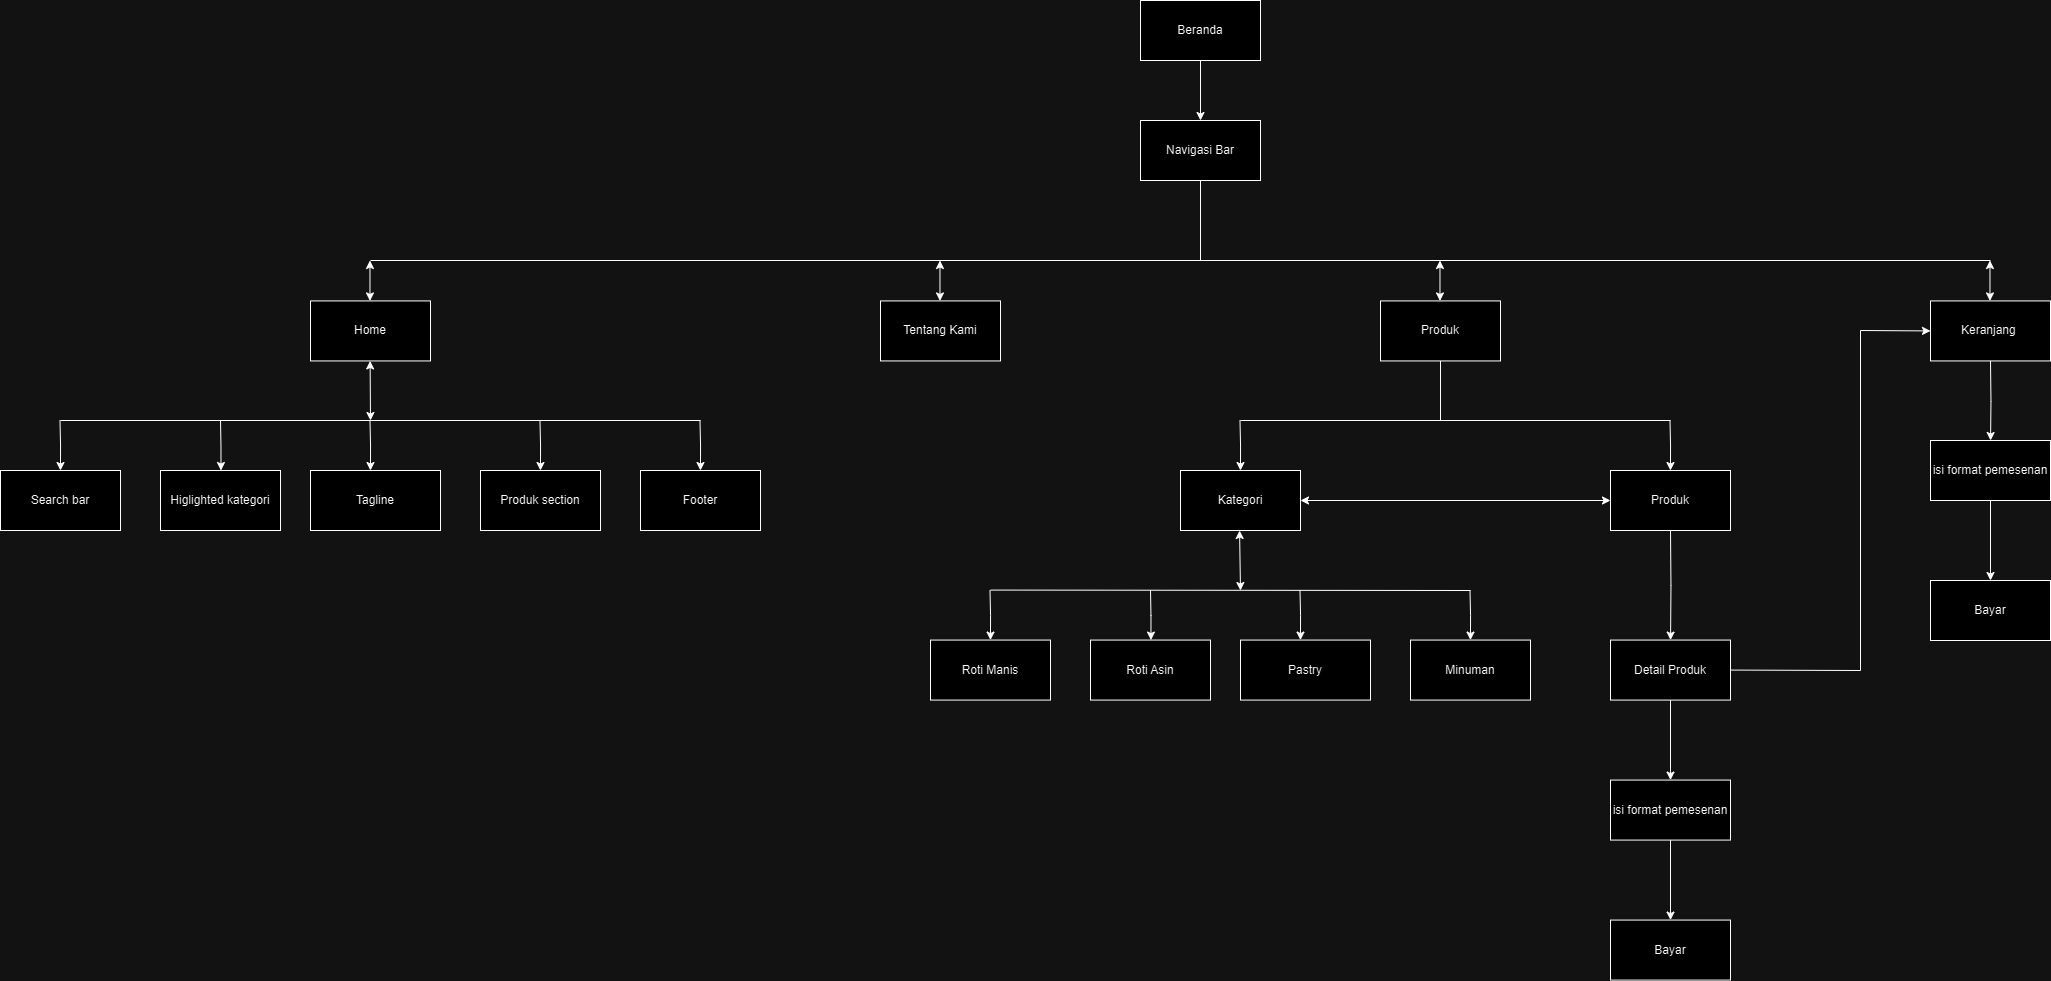 Beranda
Navigasi Bar
Home
Tentang Kami
Produk
Keranjang
Search bar
Higlighted kategori
Tagline
Produk section
Footer
Kategori
Produk
isi format pemesenan
Bayar
Roti Manis
Roti Asin
Pastry
Minuman
Detail Produk
isi format pemesenan
Bayar